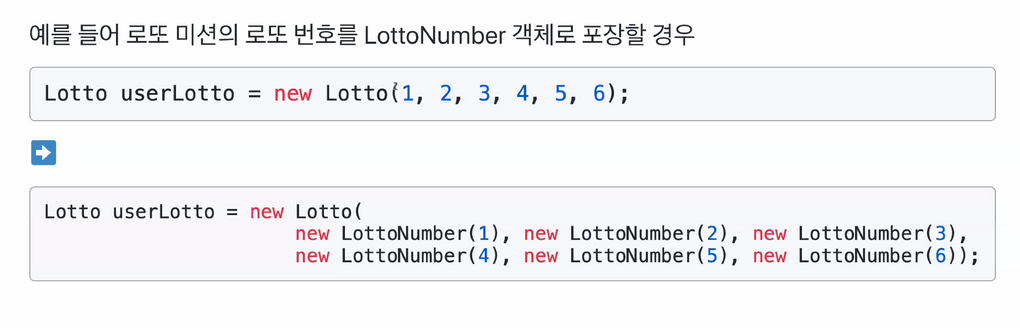 예를 들어 로또 미션의 로또 번호를 LottoNumber 객체로 포장할 경우
Lotto userLotto = new Lotto(1, 2, 3, 4, 5, 6);
Lotto userLotto = new Lotto(
new LottoNumber(1), new LottoNumber(2), new LottoNumber(3),
new LottoNumber(4), new LottoNumber(5), new LottoNumber(6));